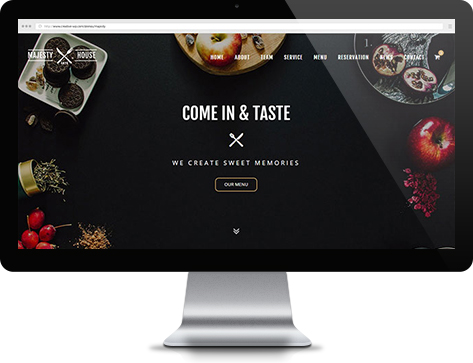 MAJESTY HOUSE
HOME ABOUT TEAM SERVICE MENU RESERVATION NEWS CONTACT
COME IN & TASTE
WE CREATE SWEET MEMORIES
OUR MENU